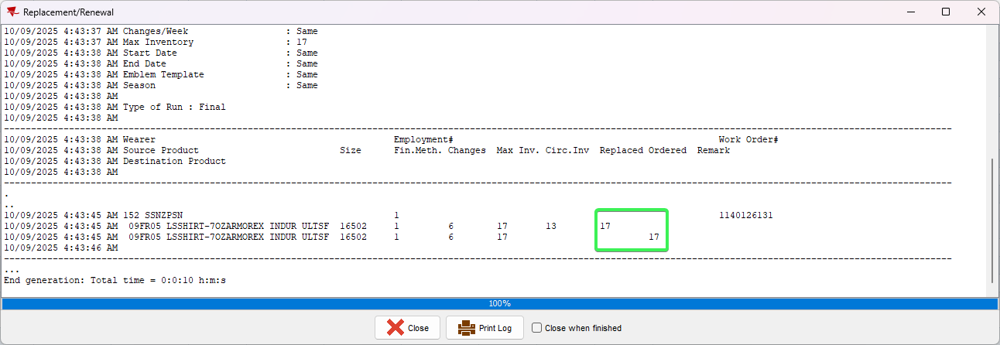 Replacement/Renewal
10/09/2025 4:43:37 AM Changes/Week : Same
10/09/2025 4:43:37 AM Max Inventory : 17
10/09/2025 4:43:38 AM Start Date : Same
10/09/2025 4:43:38 AM End Date : Same
10/09/2025 4:43:38 AM Emblem Template : Same
10/09/2025 4:43:38 AM Season : Same
10/09/2025 4:43:38 AM
10/09/2025 4:43:38 AM Type of Run : Final
10/09/2025 4:43:38 AM
--------------------------------------------------------------------------------
10/09/2025 4:43:38 AM Wearer Employment# Work Order#
10/09/2025 4:43:38 AM Source Product Size Fin.Meth. Changes Max Inv. Circ.Inv Replaced Ordered Remark
10/09/2025 4:43:38 AM Destination Product
10/09/2025 4:43:38 AM
--------------------------------------------------------------------------------
.
..
10/09/2025 4:43:45 AM 152 SSNZPSN 1 1140126131
10/09/2025 4:43:45 AM 09FR05 LSSHIRT-7OZARMOREX INDUR ULTSF 16502 1 6 17 13 17
10/09/2025 4:43:45 AM 09FR05 LSSHIRT-7OZARMOREX INDUR ULTSF 16502 1 6 17 17
10/09/2025 4:43:46 AM
--------------------------------------------------------------------------------
...
End generation: Total time = 0:0:10 h:m:s
100%
Close Print Log Close when finished